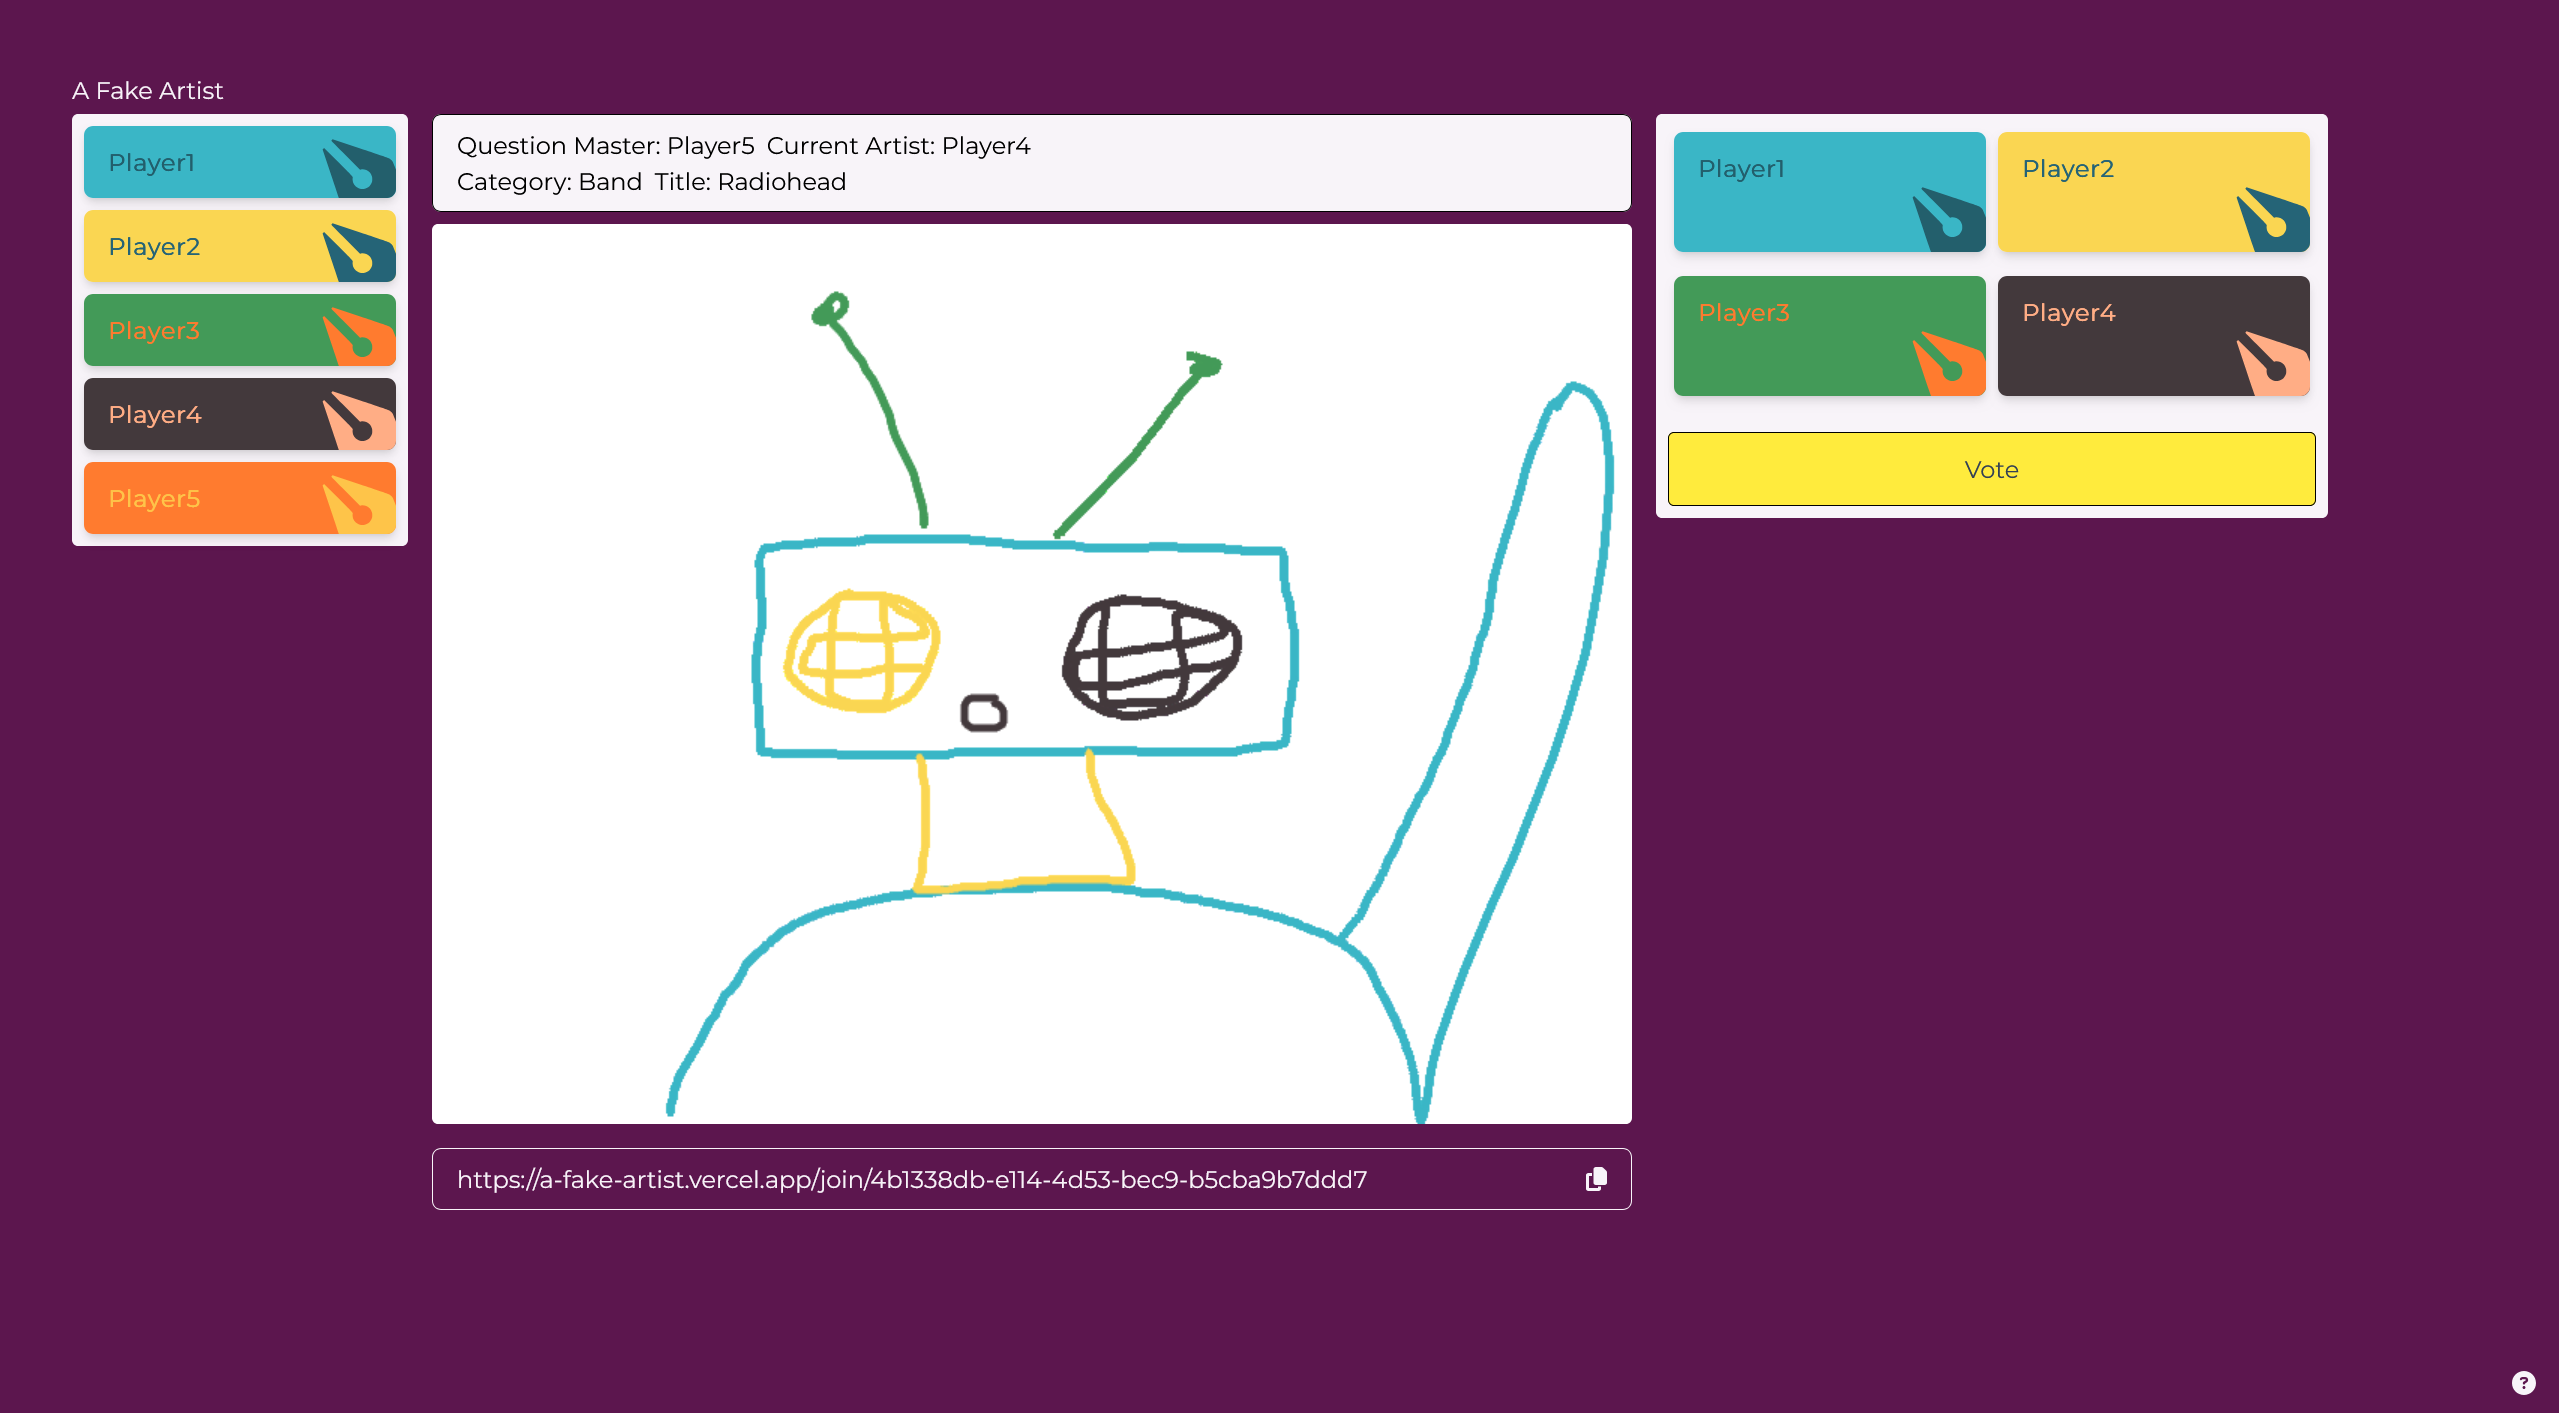 A Fake Artist
Player1
Player2
Player3
Player4
Player5
Question Master: Player5 Current Artist: Player4
Category: Band Title: Radiohead
https://a-fake-artist.vercel.app/join/4b1338db-e114-4d53-bec9-b5cba9b7ddd7
Player1
Player2
Player3
Player4
Vote
?